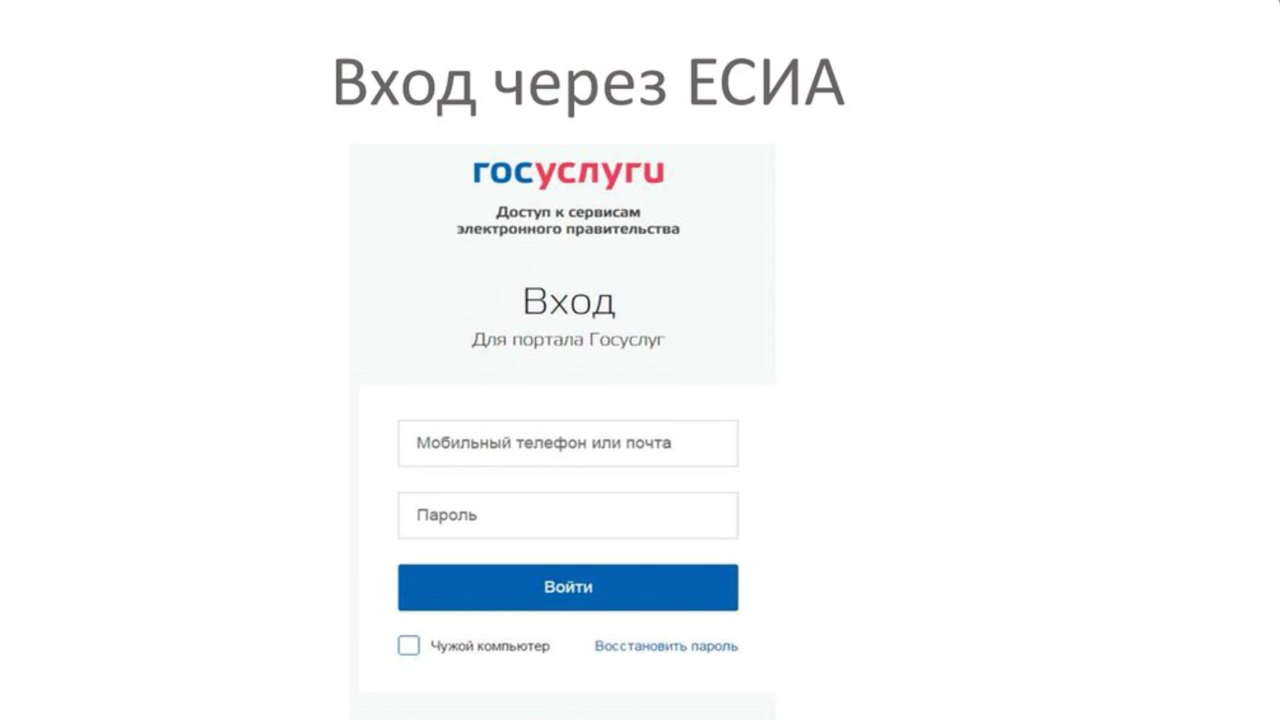 Вход через ЕСИА
госуслуги
Доступ к сервисам
электронного правительства
Вход
Для портала Госуслуг
Мобильный телефон или почта
Пароль
Войти
Чужой компьютер Восстановить пароль